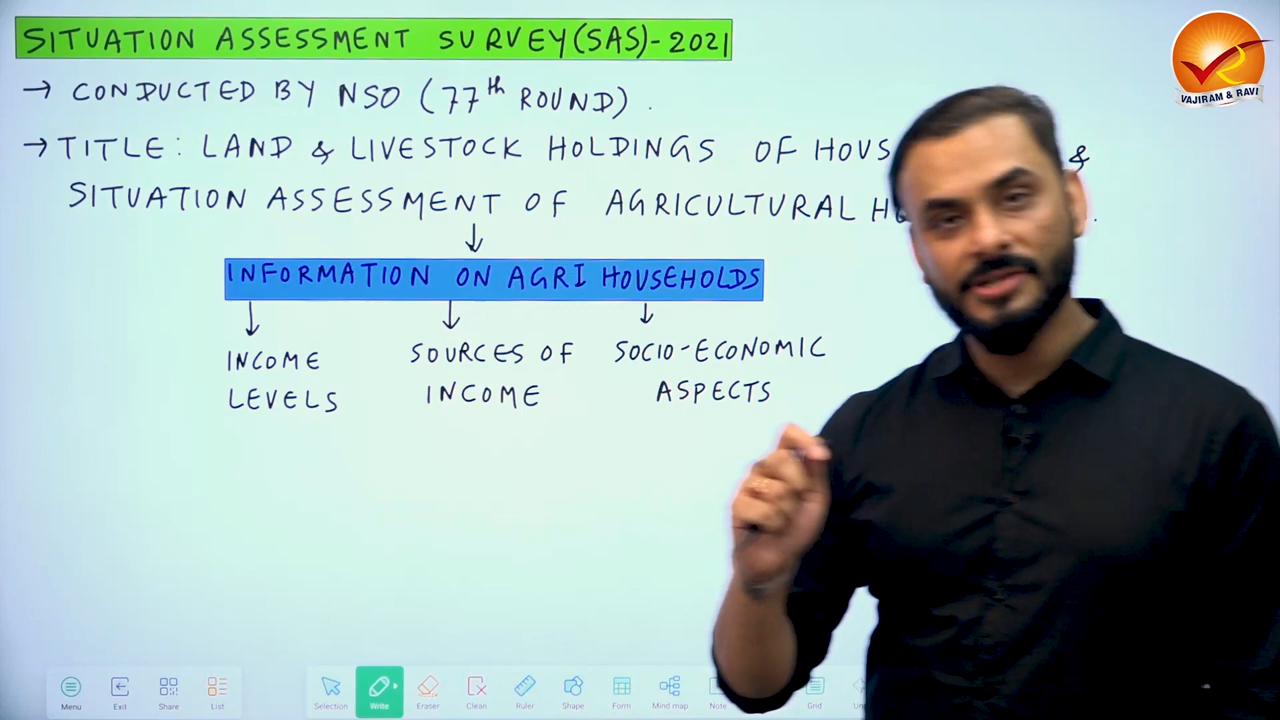 SITUATION ASSESSMENT SURVEY(SAS)-2021
→ CONDUCTED BY NSO (77th ROUND).
→ TITLE: LAND & LIVESTOCK HOLDINGS OF &
SITUATION ASSESSMENT OF AGRICULTURAL
INFORMATION ON AGRI HOUSEHOLDS
INCOME LEVELS
SOURCES OF INCOME
SOCIO-ECONOMIC ASPECTS
VAJIRAM & RAVI
Menu Exit Share List Selection Write Eraser Clean Ruler Shape Form Mind map Note Grid